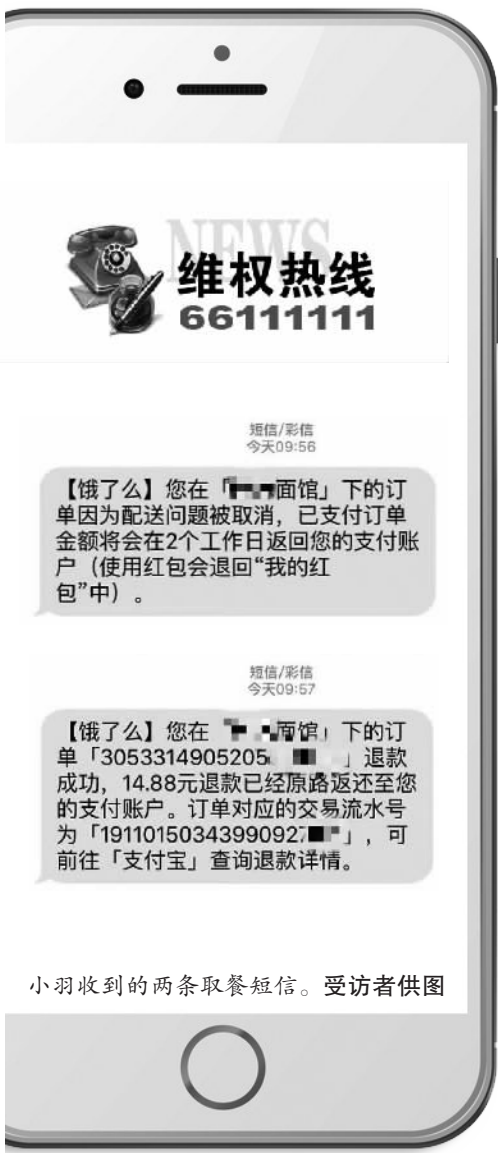 NEWS
维权热线
66111111
短信/彩信
今天09:56
【饿了么】您在「面馆」下的订
单因为配送问题被取消，已支付订单
金额将会在2个工作日返回您的支付账
户（使用红包会退回“我的红
包”中）。
短信/彩信
今天09:57
【饿了么】您在「面馆」下的订
单「3053314905205」退款
成功，14.88元退款已经原路返还至您
的支付账户。订单对应的交易流水号
为「19110150343990927」，可
前往「支付宝」查询退款详情。
小羽收到的两条取餐短信。受访者供图